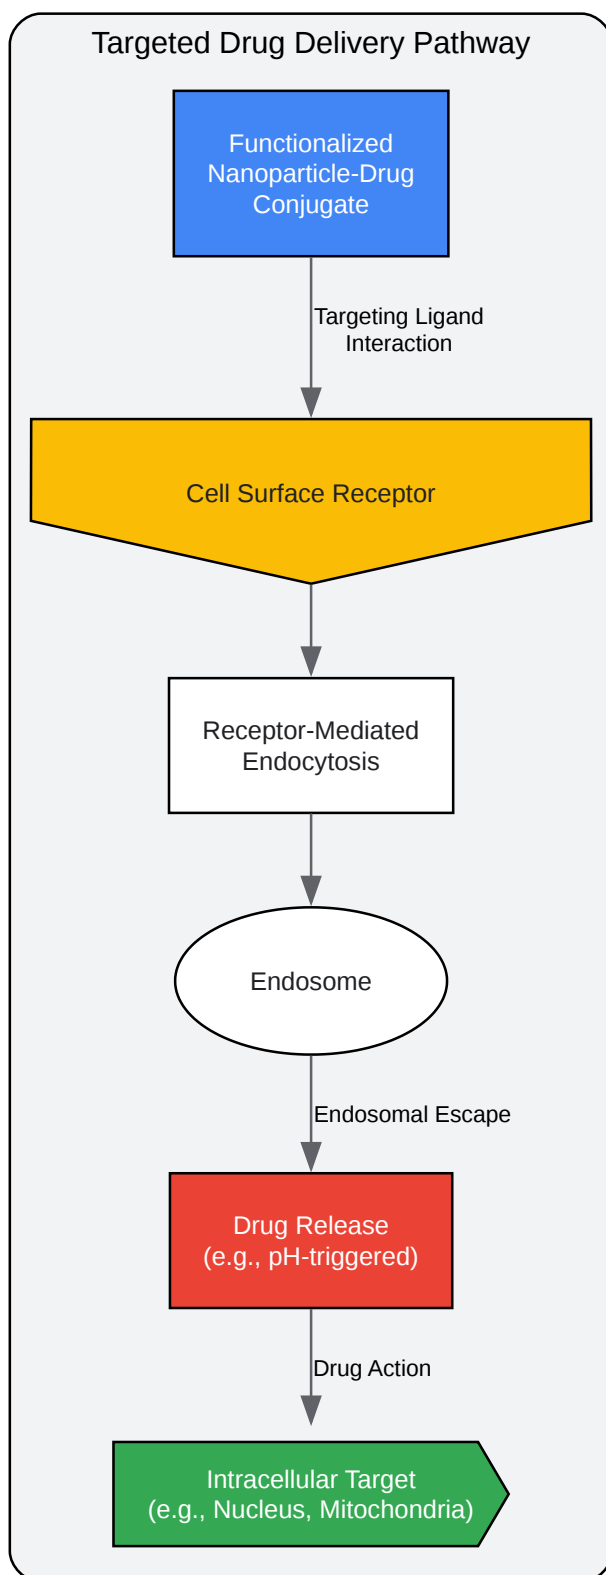 Targeted Drug Delivery Pathway
Functionalized
Nanoparticle-Drug
Conjugate
Targeting Ligand
Interaction
Cell Surface Receptor
Receptor-Mediated
Endocytosis
Endosome
Endosomal Escape
Drug Release
(e.g., pH-triggered)
Drug Action
Intracellular Target
(e.g., Nucleus, Mitochondria)